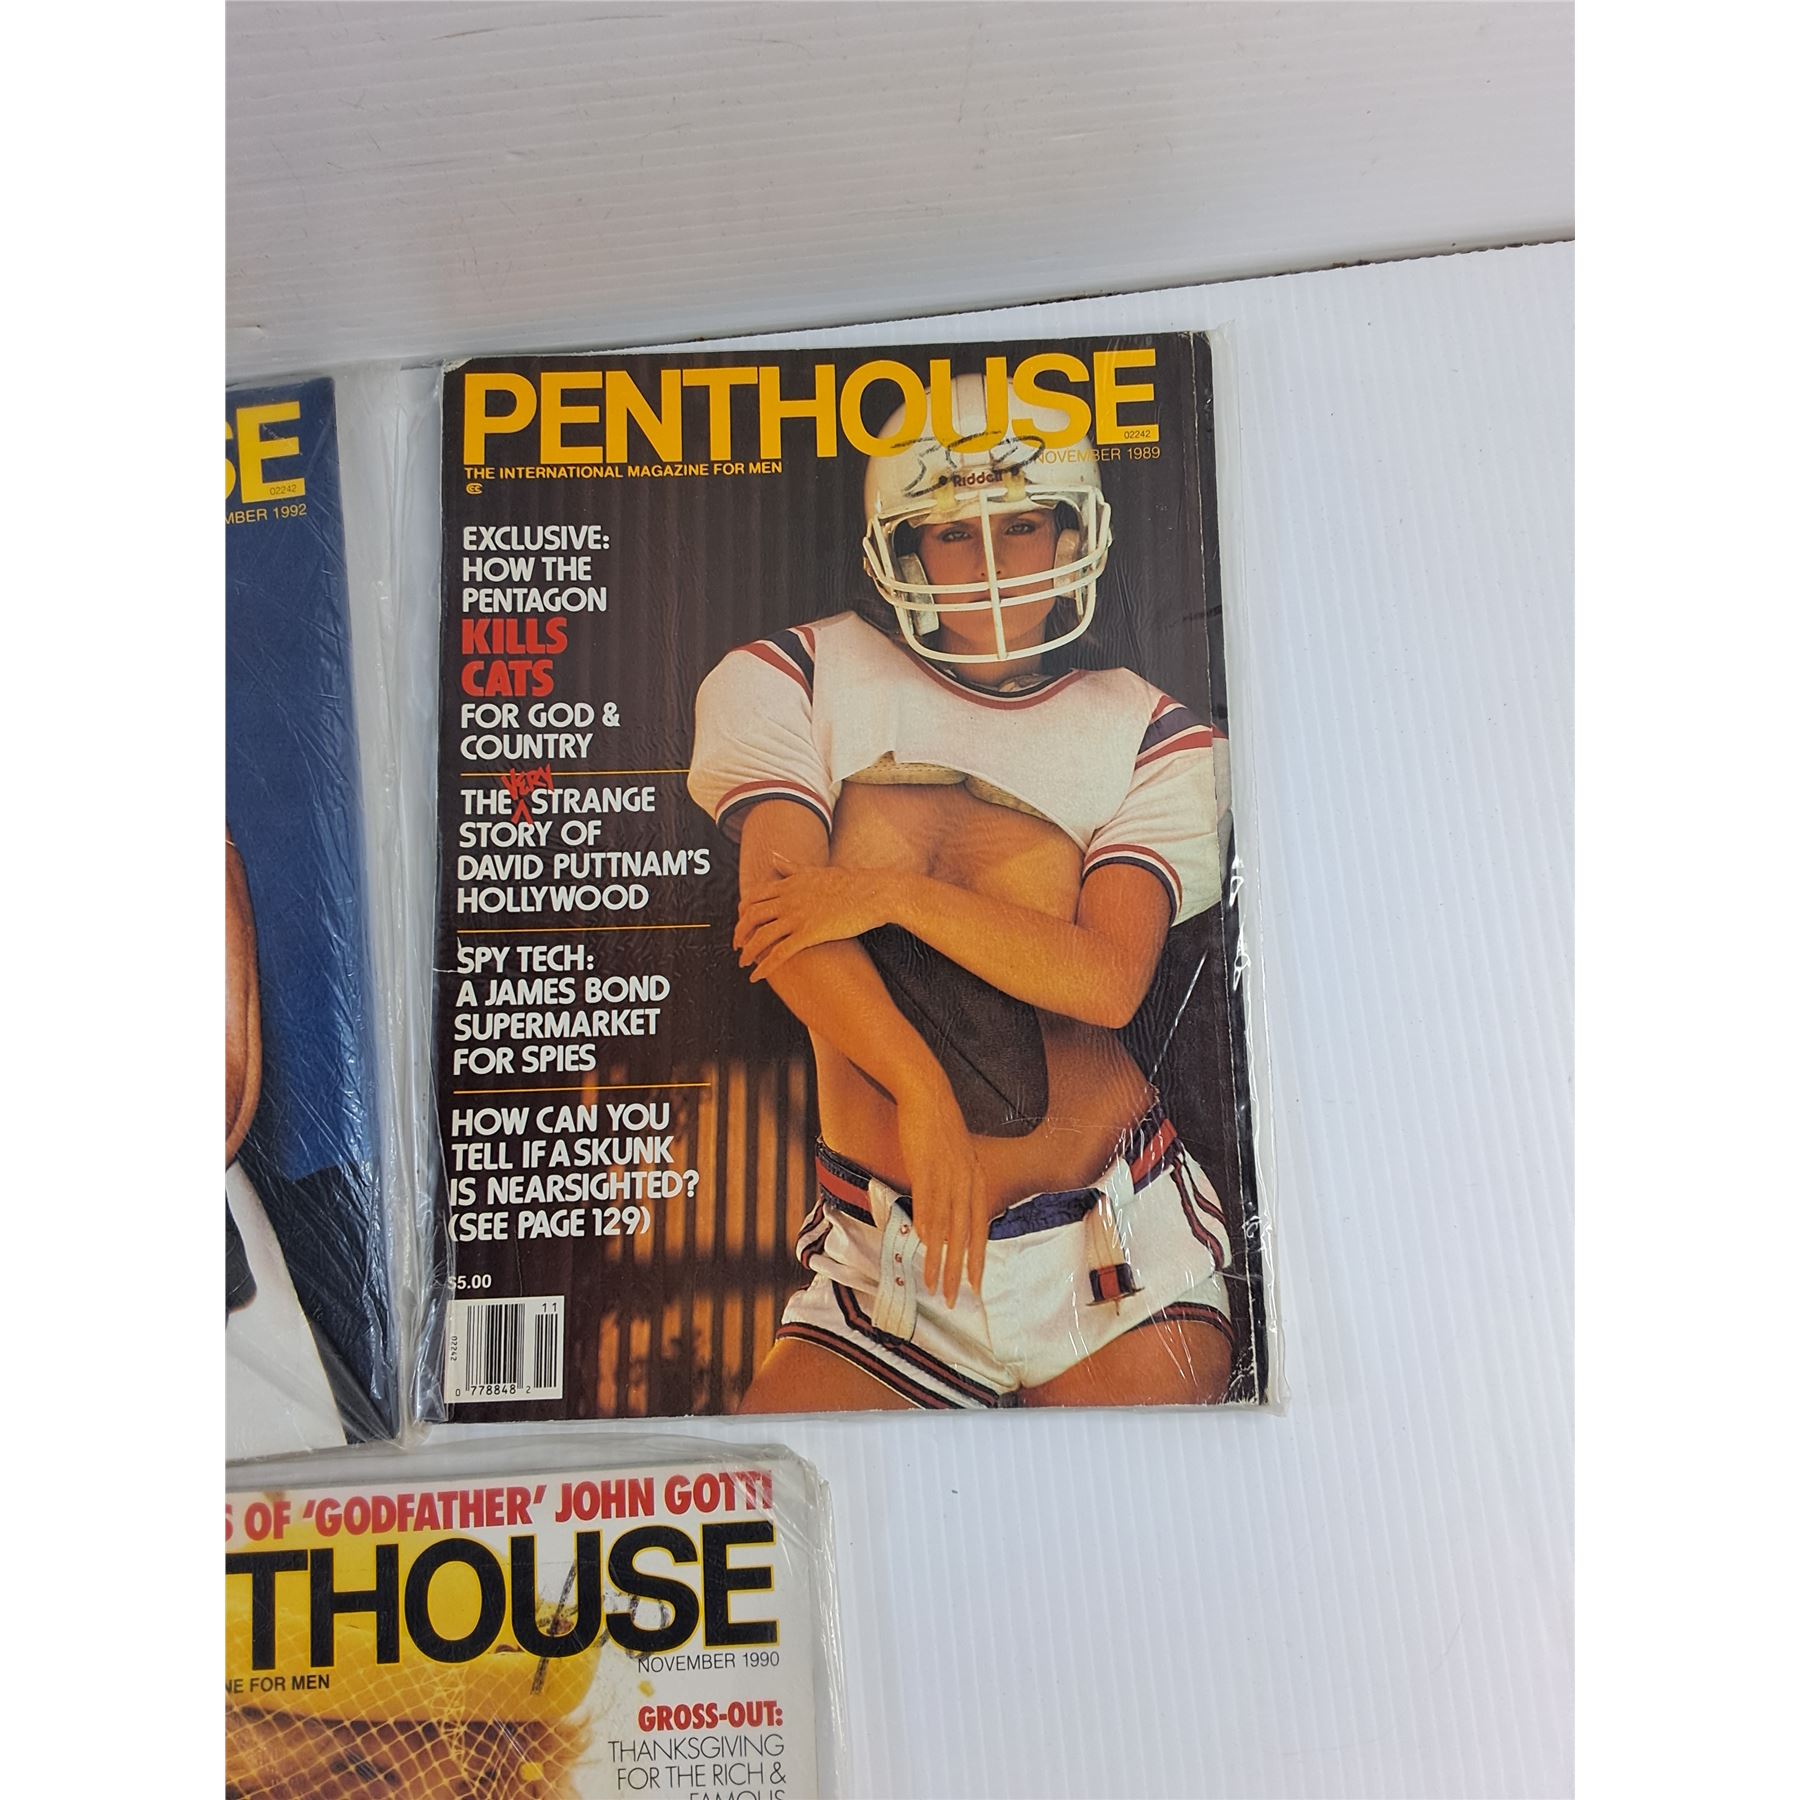 PENTHOUSE
02242
THE INTERNATIONAL MAGAZINE FOR MEN
NOVEMBER 1989
Riddell
EXCLUSIVE:
HOW THE
PENTAGON
KILLS
CATS
FOR GOD &
COUNTRY
THE VERY STRANGE
STORY OF
DAVID PUTTNAM'S
HOLLYWOOD
SPY TECH:
A JAMES BOND
SUPERMARKET
FOR SPIES
HOW CAN YOU
TELL IF A SKUNK
IS NEARSIGHTED?
(SEE PAGE 129)
$5.00
11
02242
0 778848 2
SE
02242
MBER 1992
S OF 'GODFATHER' JOHN GOTTI
THOUSE
NOVEMBER 1990
NE FOR MEN
GROSS-OUT:
THANKSGIVING
FOR THE RICH &
FAMOUS